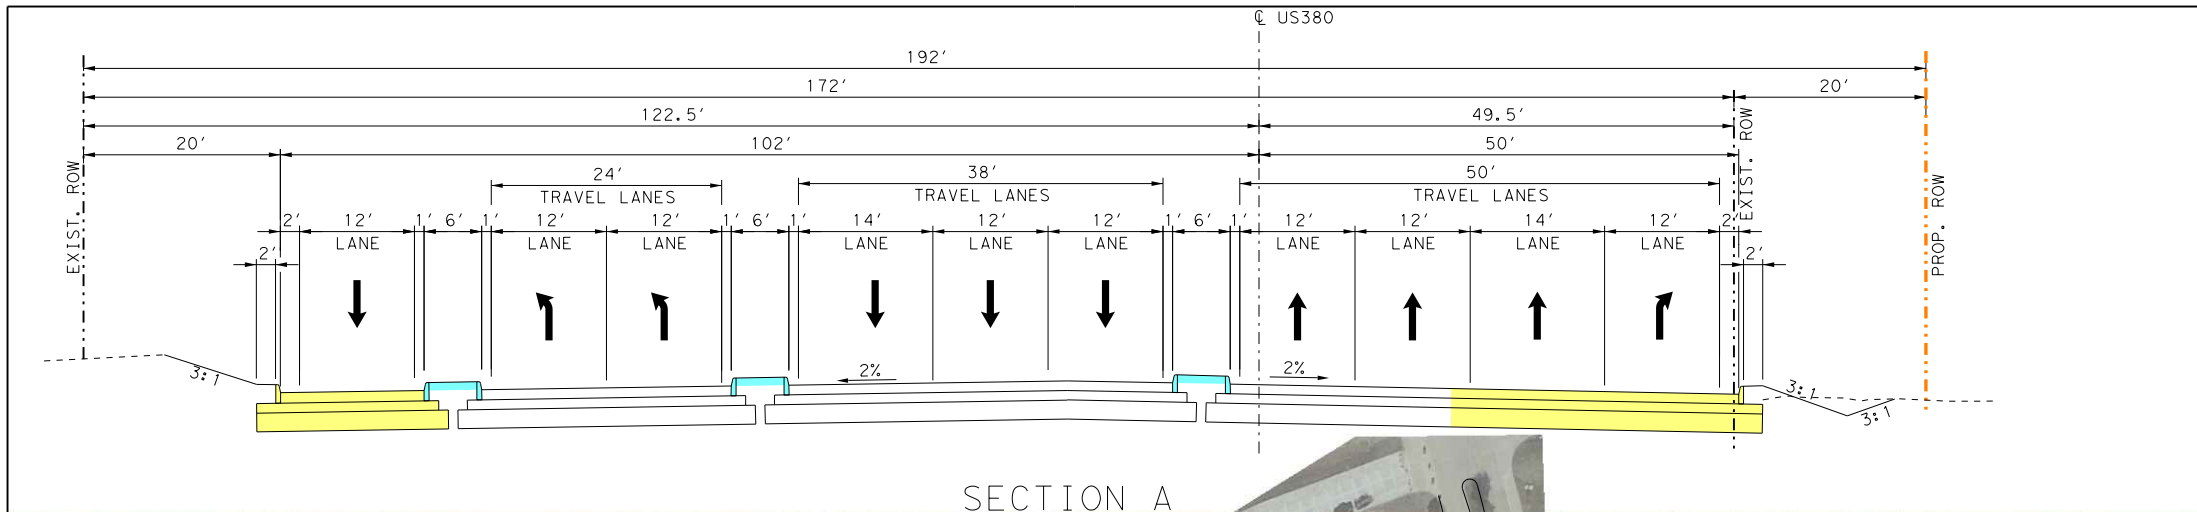 ℄ US380
192'
172' 20'
122.5' 49.5'
20' 102' 50'
24' 38' 50'
TRAVEL LANES TRAVEL LANES TRAVEL LANES
2' 12' 1' 6' 1' 12' 12' 1' 6' 1' 14' 12' 12' 1' 6' 1' 12' 12' 14' 12' 2'
LANE LANE LANE LANE LANE LANE LANE LANE LANE LANE
2' 2'
EXIST. ROW
EXIST. ROW
PROP. ROW
2% 2%
3:1 3:1 3:1
SECTION A